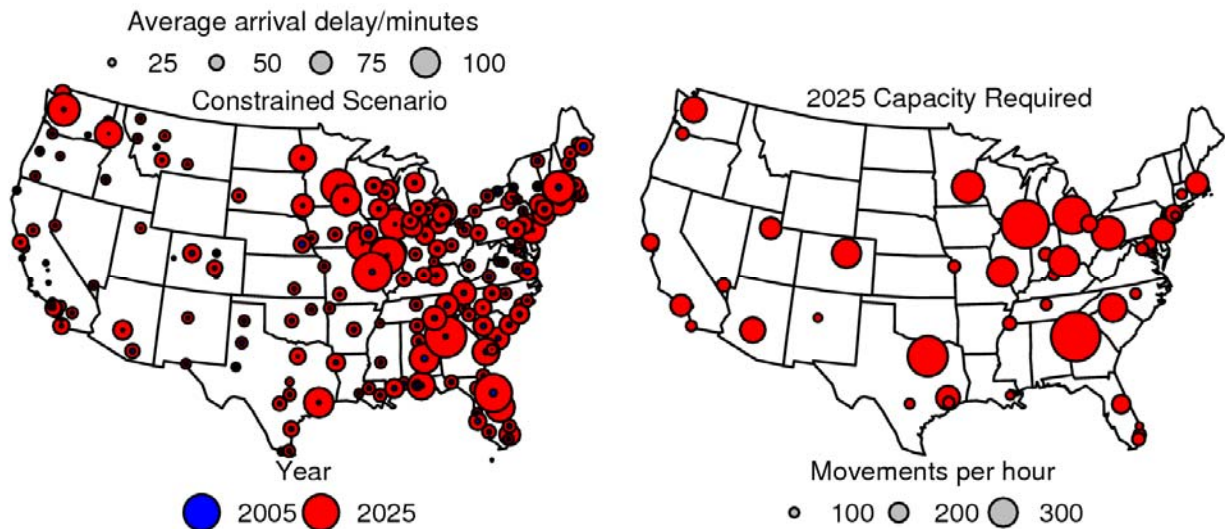 Average arrival delay/minutes
25 50 75 100
Constrained Scenario
Year
2005 2025
2025 Capacity Required
Movements per hour
100 200 300